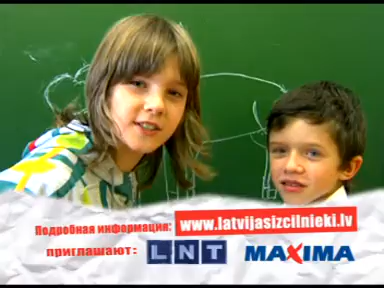 Подробная информация: www.latvijasizcilnieki.lv
приглашают: LNT MAXIMA